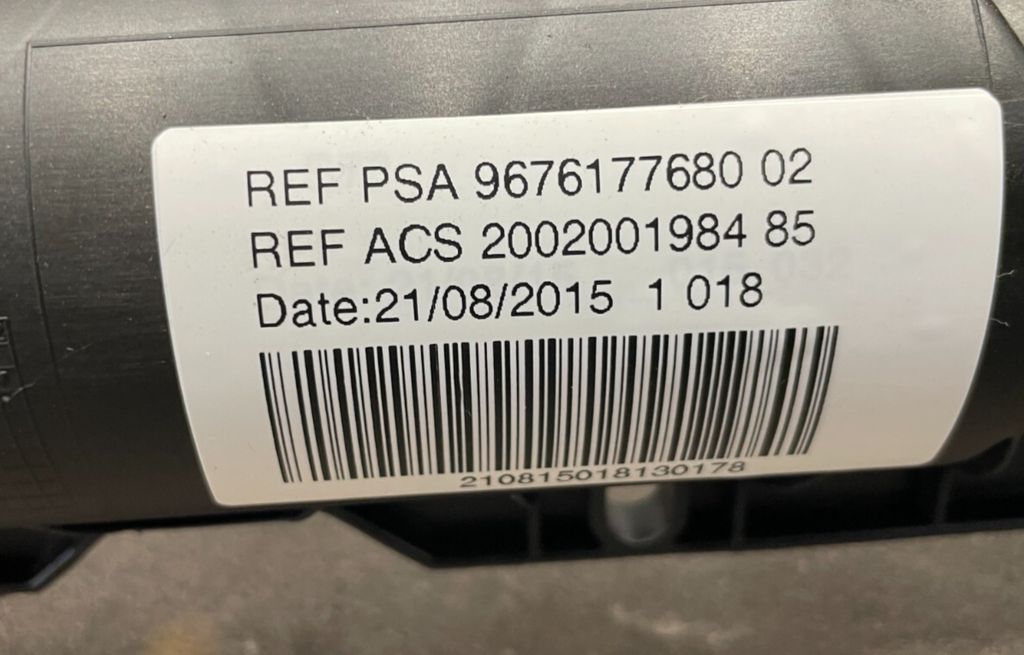 REF PSA 9676177680 02
REF ACS 2002001984 85
Date:21/08/2015 1 018
210815018130178